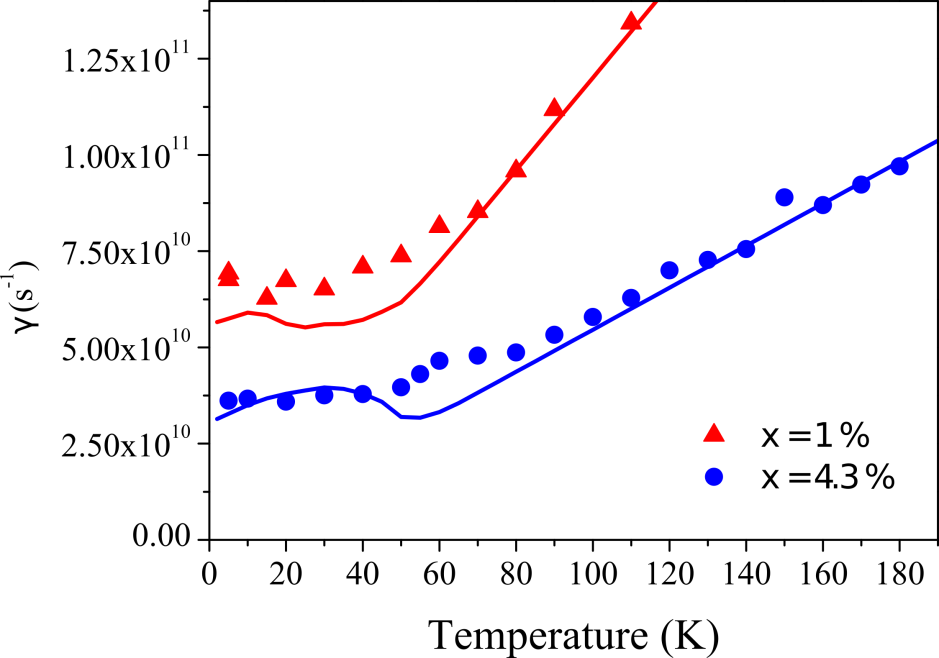 1.25x10¹¹
1.00x10¹¹
7.50x10¹⁰
5.00x10¹⁰
2.50x10¹⁰
0.00
γ (s⁻¹)
x = 1 %
x = 4.3 %
0 20 40 60 80 100 120 140 160 180
Temperature (K)